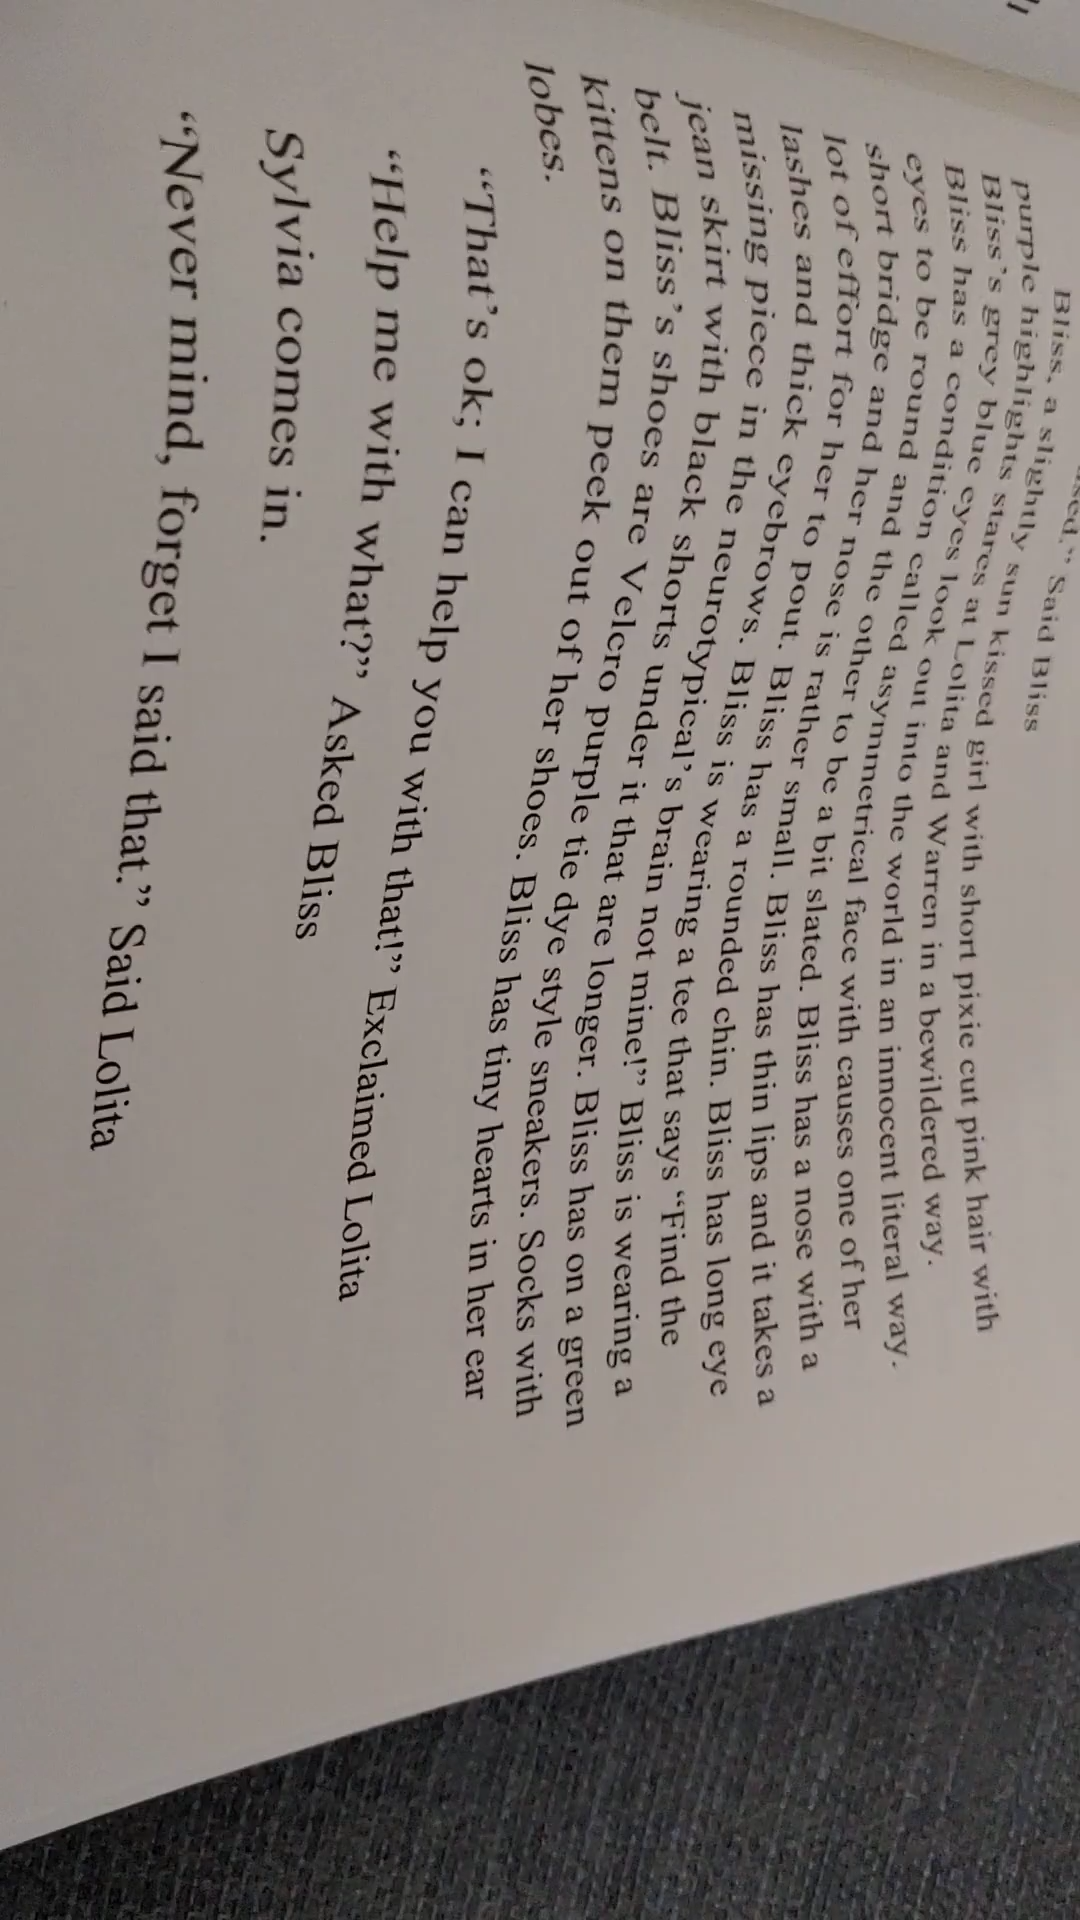 "Said Bliss
Bliss, a slightly sun kissed girl with short pixie cut pink hair with
purple highlights stares at Lolita and Warren in a bewildered way.
Bliss's grey blue eyes look out into the world in an innocent literal way.
Bliss has a condition called asymmetrical face with causes one of her
eyes to be round and the other to be a bit slated. Bliss has a nose with a
short bridge and her nose is rather small. Bliss has thin lips and it takes a
lot of effort for her to pout. Bliss has a rounded chin. Bliss has long eye
lashes and thick eyebrows. Bliss is wearing a tee that says "Find the
missing piece in the neurotypical's brain not mine!" Bliss is wearing a
jean skirt with black shorts under it that are longer. Bliss has on a green
belt. Bliss's shoes are Velcro purple tie dye style sneakers. Socks with
kittens on them peek out of her shoes. Bliss has tiny hearts in her ear
lobes.
"That's ok; I can help you with that!" Exclaimed Lolita
"Help me with what?" Asked Bliss
Sylvia comes in.
"Never mind, forget I said that." Said Lolita